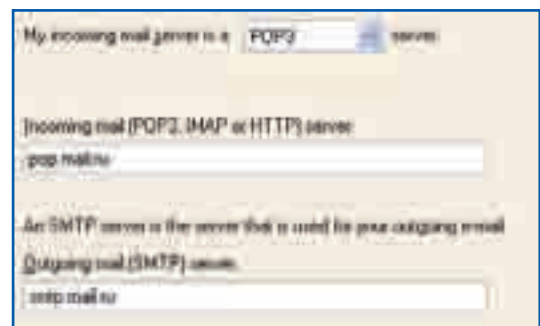 My incoming mail server is a POP3 server.
Incoming mail (POP3, IMAP or HTTP) server:
pop.mail.ru
An SMTP server is the server that is used for your outgoing e-mail
Outgoing mail (SMTP) server:
smtp.mail.ru